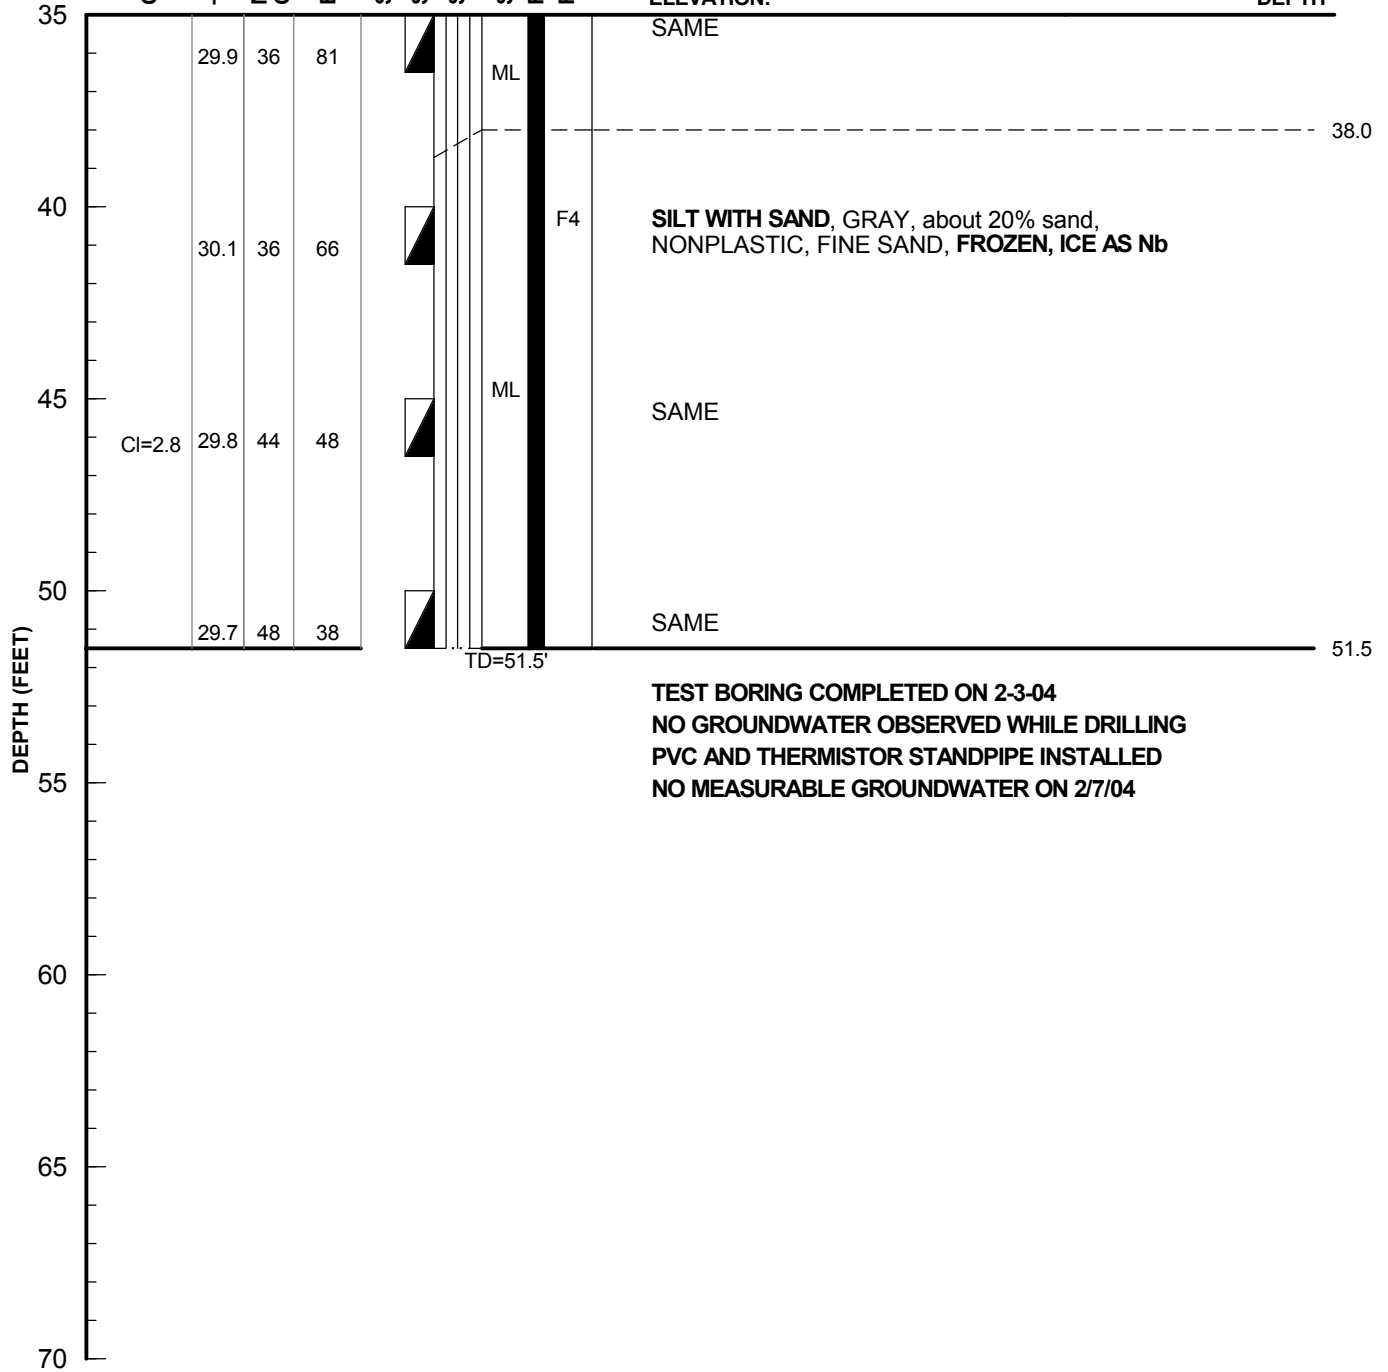 ELEVATION: DEPTH
35
SAME
29.9 36 81
ML
38.0
40
F4
SILT WITH SAND, GRAY, about 20% sand,
NONPLASTIC, FINE SAND, FROZEN, ICE AS Nb
30.1 36 66
ML
45
SAME
Cl=2.8 29.8 44 48
50
SAME
29.7 48 38
51.5
TD=51.5'
DEPTH (FEET)
TEST BORING COMPLETED ON 2-3-04
NO GROUNDWATER OBSERVED WHILE DRILLING
PVC AND THERMISTOR STANDPIPE INSTALLED
55
NO MEASURABLE GROUNDWATER ON 2/7/04
60
65
70